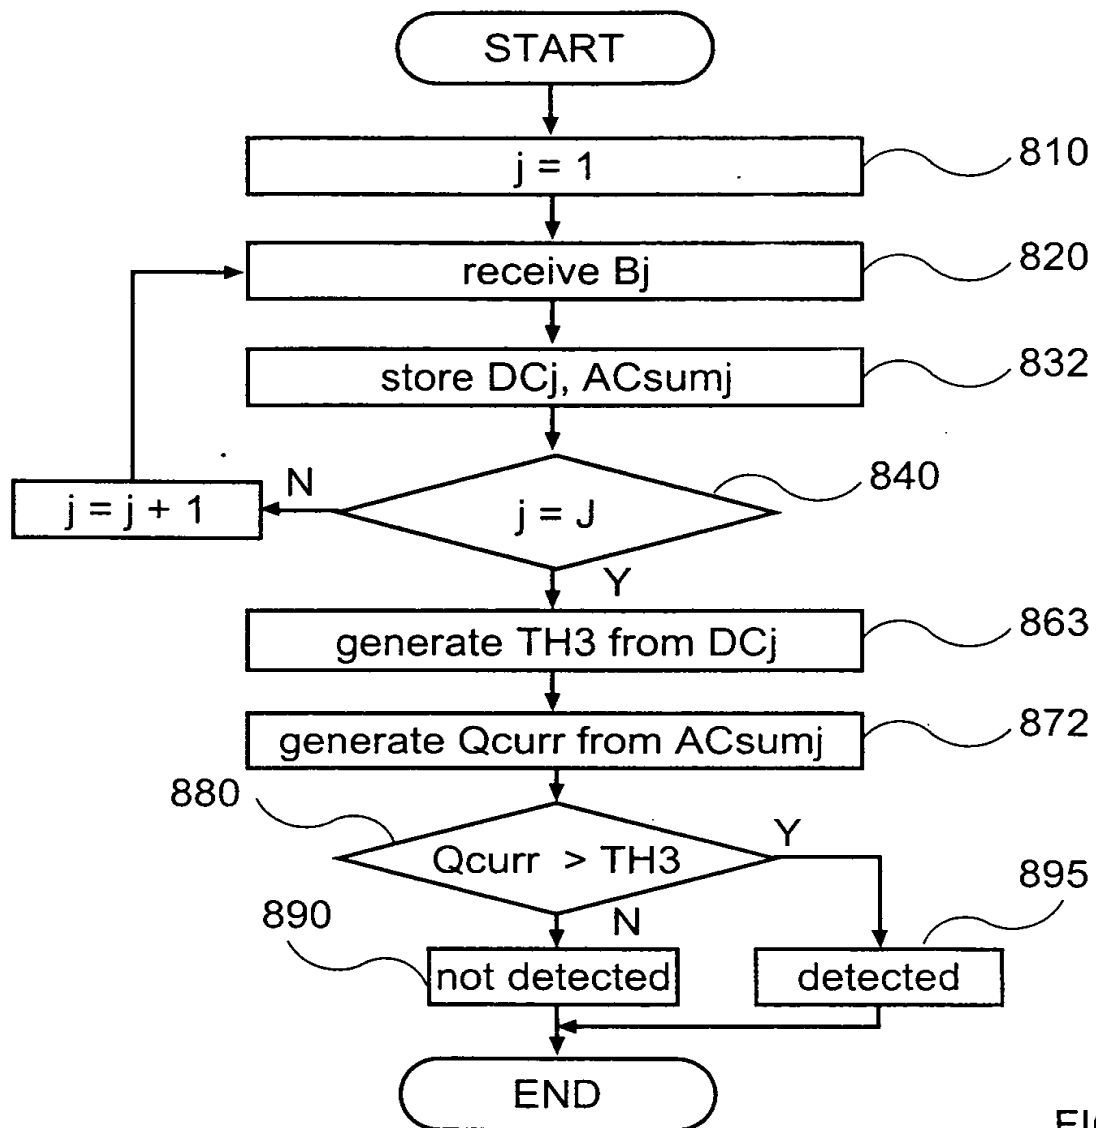 START
j = 1
810
receive Bj
820
store DCj, ACsumj
832
j = j + 1
N
j = J
840
Y
generate TH3 from DCj
863
generate Qcurr from ACsumj
872
880
Qcurr > TH3
Y
N
890
895
not detected
detected
END